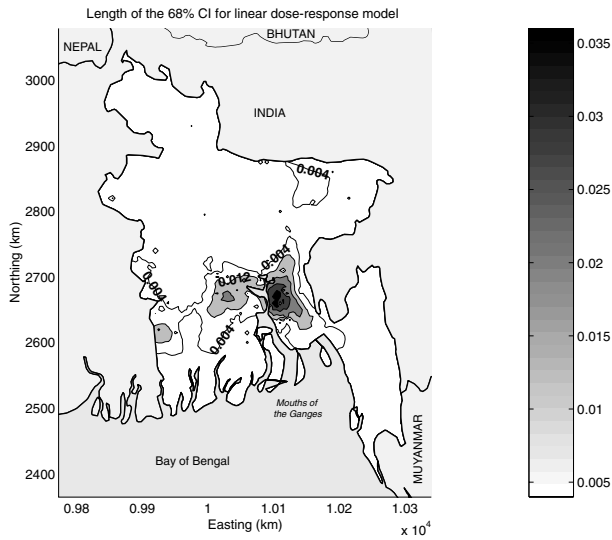 Length of the 68% CI for linear dose-response model
NEPAL
BHUTAN
INDIA
3000
2900
2800
2700
2600
2500
2400
Northing (km)
0.004
0.004
0.012
0.004
0.004
Mouths of
the Ganges
Bay of Bengal
MUYANMAR
0.98
0.99
1
1.01
1.02
1.03
Easting (km)
x 10^4
0.035
0.03
0.025
0.02
0.015
0.01
0.005